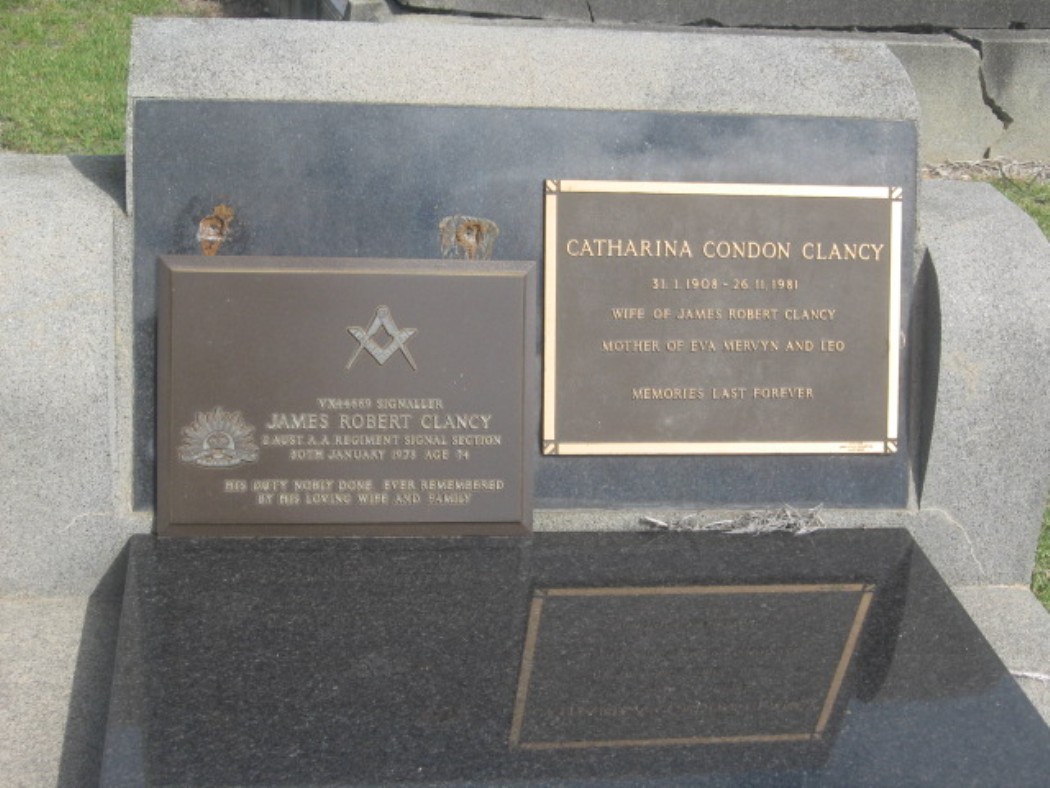 VX44669 SIGNALLER
JAMES ROBERT CLANCY
2 AUST. A.A REGIMENT SIGNAL SECTION
30TH JANUARY 1978 AGE 74
HIS DUTY NOBLY DONE EVER REMEMBERED
BY HIS LOVING WIFE AND FAMILY
CATHARINA CONDON CLANCY
31. 1. 1908 - 26. 11. 1981
WIFE OF JAMES ROBERT CLANCY
MOTHER OF EVA MERVYN AND LEO
MEMORIES LAST FOREVER